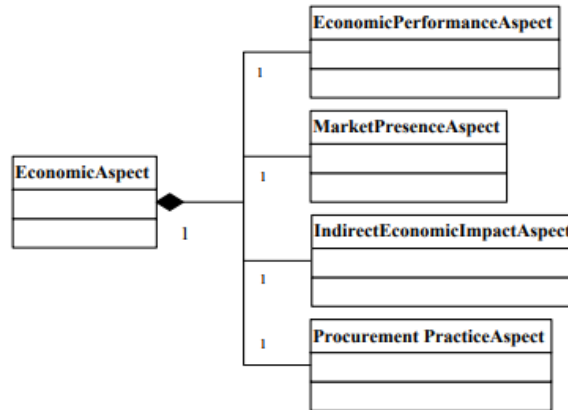 EconomicPerformanceAspect
1
MarketPresenceAspect
1
EconomicAspect
1
IndirectEconomicImpactAspect
1
Procurement PracticeAspect
1